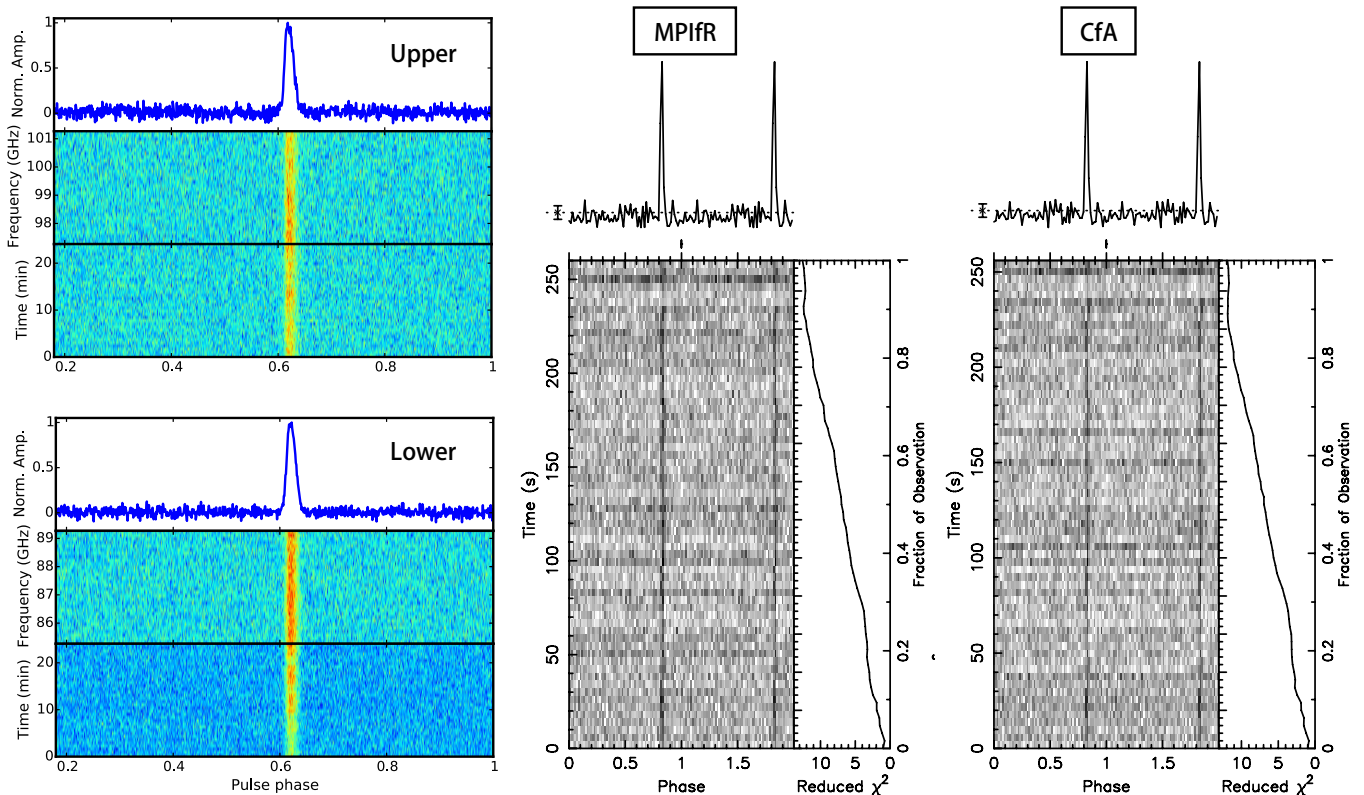 Upper
Norm. Amp.
1
0.5
0
Frequency (GHz)
101
100
99
98
Time (min)
20
10
0
0.2 0.4 0.6 0.8 1
Lower
Norm. Amp.
1
0.5
0
Frequency (GHz)
89
88
87
86
Time (min)
20
10
0
0.2 0.4 0.6 0.8 1
Pulse phase
MPIfR
Time (s)
250
200
150
100
50
0
0 0.5 1 1.5
Phase
10 5 0
Reduced χ²
1
0.8
0.6
0.4
0.2
0
Fraction of Observation
CfA
Time (s)
250
200
150
100
50
0
0 0.5 1 1.5
Phase
10 5 0
Reduced χ²
1
0.8
0.6
0.4
0.2
0
Fraction of Observation